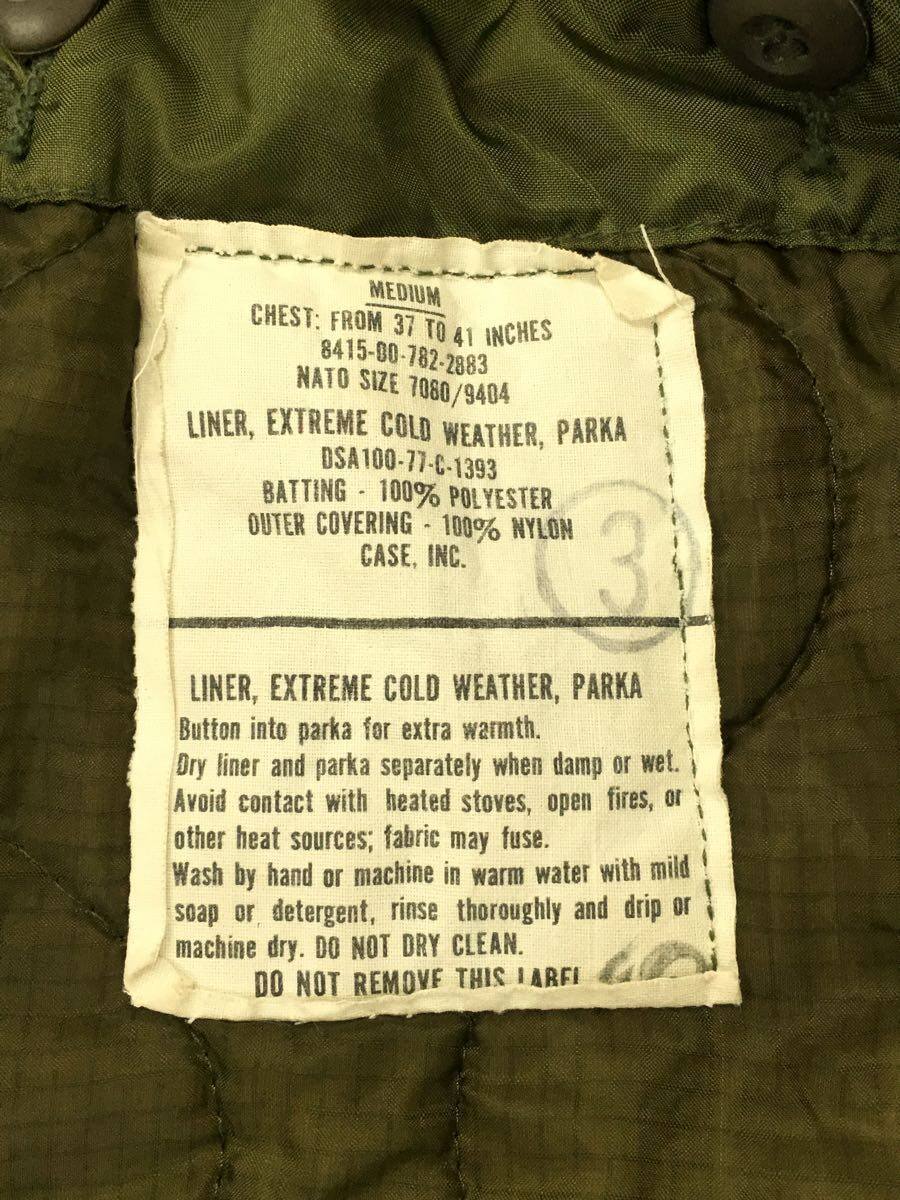 MEDIUM
CHEST: FROM 37 TO 41 INCHES
8415-00-782-2883
NATO SIZE 7080/9404
LINER, EXTREME COLD WEATHER, PARKA
DSA100-77-C-1393
BATTING - 100% POLYESTER
OUTER COVERING - 100% NYLON
CASE, INC.
3
LINER, EXTREME COLD WEATHER, PARKA
Button into parka for extra warmth.
Dry liner and parka separately when damp or wet.
Avoid contact with heated stoves, open fires, or
other heat sources; fabric may fuse.
Wash by hand or machine in warm water with mild
soap or detergent, rinse thoroughly and drip or
machine dry. DO NOT DRY CLEAN.
DO NOT REMOVE THIS LABEL